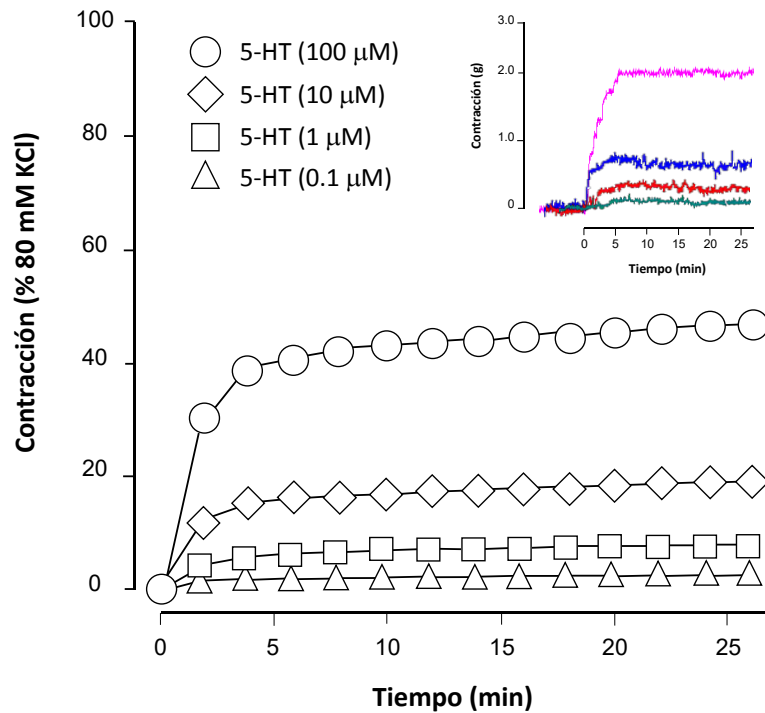 100
80
60
40
20
0
Contracción (% 80 mM KCl)
5-HT (100 μM)
5-HT (10 μM)
5-HT (1 μM)
5-HT (0.1 μM)
0
5
10
15
20
25
Tiempo (min)
3.0
2.0
1.0
0
Contracción (g)
0
5
10
15
20
25
Tiempo (min)